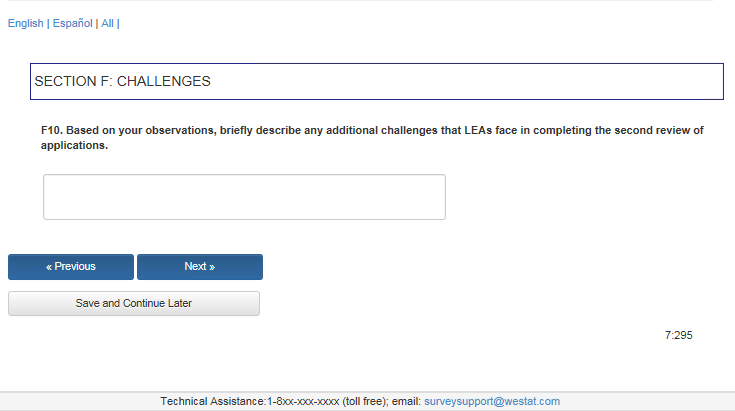 English | Español | All |
SECTION F: CHALLENGES
F10. Based on your observations, briefly describe any additional challenges that LEAs face in completing the second review of
applications.
« Previous
Next »
Save and Continue Later
7:295
Technical Assistance:1-8xx-xxx-xxxx (toll free); email: surveysupport@westat.com